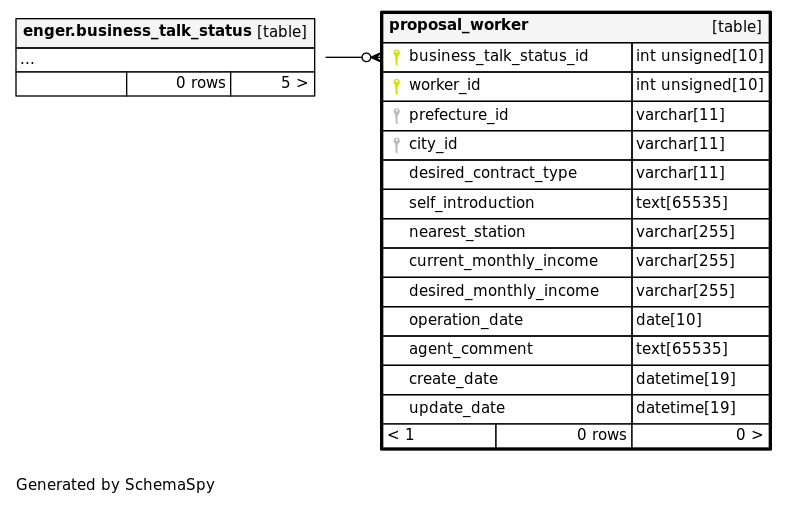 enger.business_talk_status [table]
...
0 rows 5 >
proposal_worker [table]
business_talk_status_id int unsigned[10]
worker_id int unsigned[10]
prefecture_id varchar[11]
city_id varchar[11]
desired_contract_type varchar[11]
self_introduction text[65535]
nearest_station varchar[255]
current_monthly_income varchar[255]
desired_monthly_income varchar[255]
operation_date date[10]
agent_comment text[65535]
create_date datetime[19]
update_date datetime[19]
< 1 0 rows 0 >
Generated by SchemaSpy